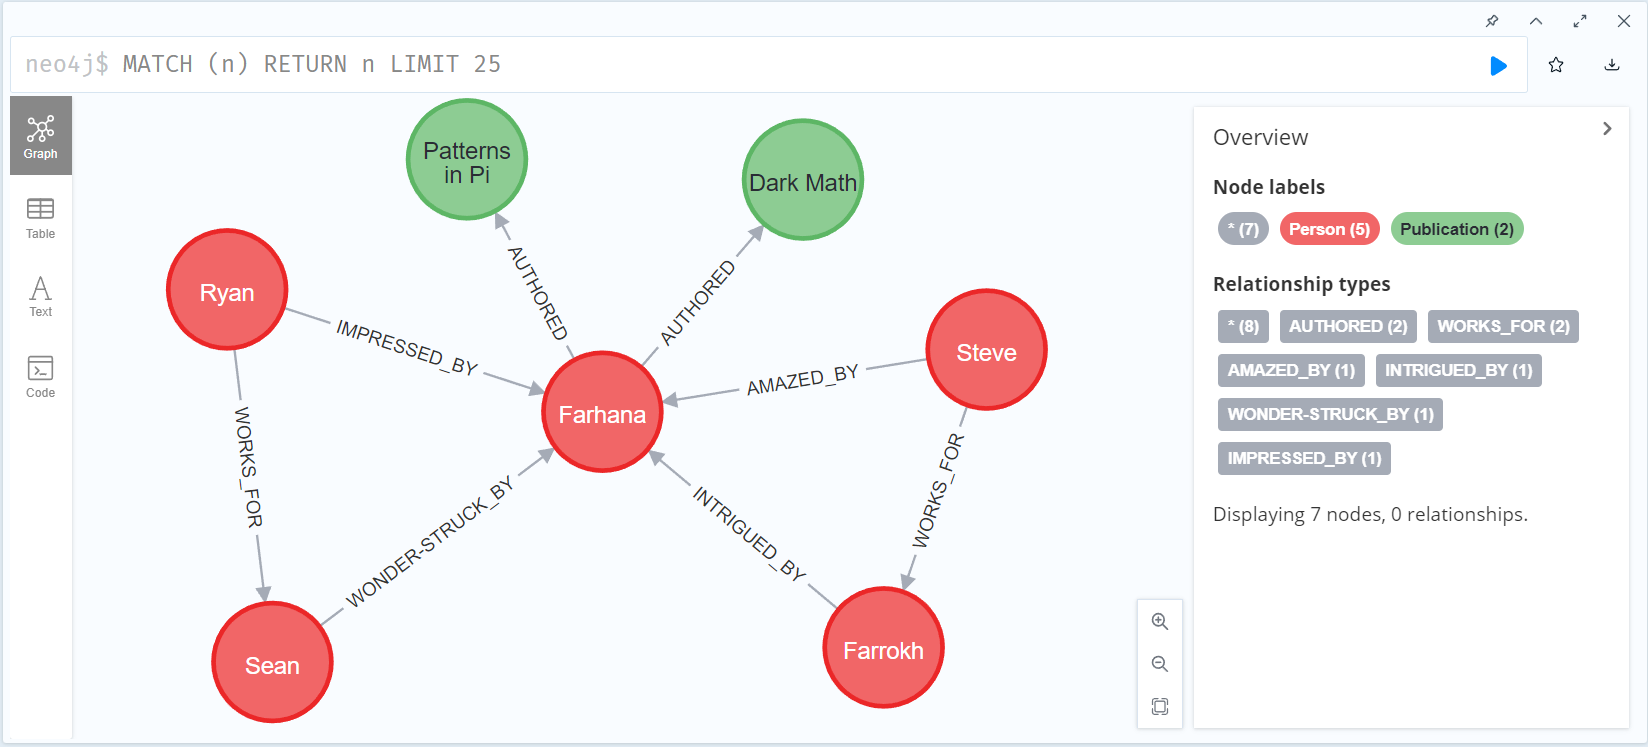 neo4j$ MATCH (n) RETURN n LIMIT 25
Graph
Table
Text
Code
Patterns
in Pi
Dark Math
Ryan
Steve
Farhana
Sean
Farrokh
AUTHORED
AUTHORED
IMPRESSED_BY
AMAZED_BY
WORKS_FOR
WORKS_FOR
WONDER-STRUCK_BY
INTRIGUED_BY
Overview
Node labels
* (7) Person (5) Publication (2)
Relationship types
* (8) AUTHORED (2) WORKS_FOR (2)
AMAZED_BY (1) INTRIGUED_BY (1)
WONDER-STRUCK_BY (1)
IMPRESSED_BY (1)
Displaying 7 nodes, 0 relationships.